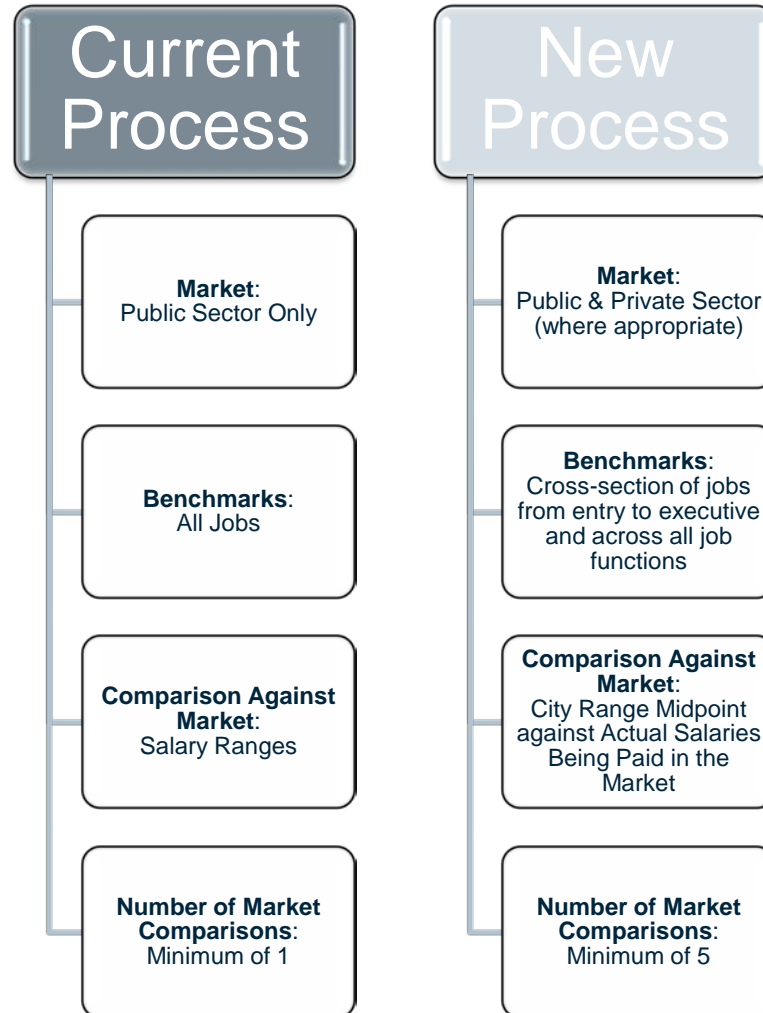 Current
Process
Market:
Public Sector Only
Benchmarks:
All Jobs
Comparison Against
Market:
Salary Ranges
Number of Market
Comparisons:
Minimum of 1
New
Process
Market:
Public & Private Sector
(where appropriate)
Benchmarks:
Cross-section of jobs
from entry to executive
and across all job
functions
Comparison Against
Market:
City Range Midpoint
against Actual Salaries
Being Paid in the
Market
Number of Market
Comparisons:
Minimum of 5